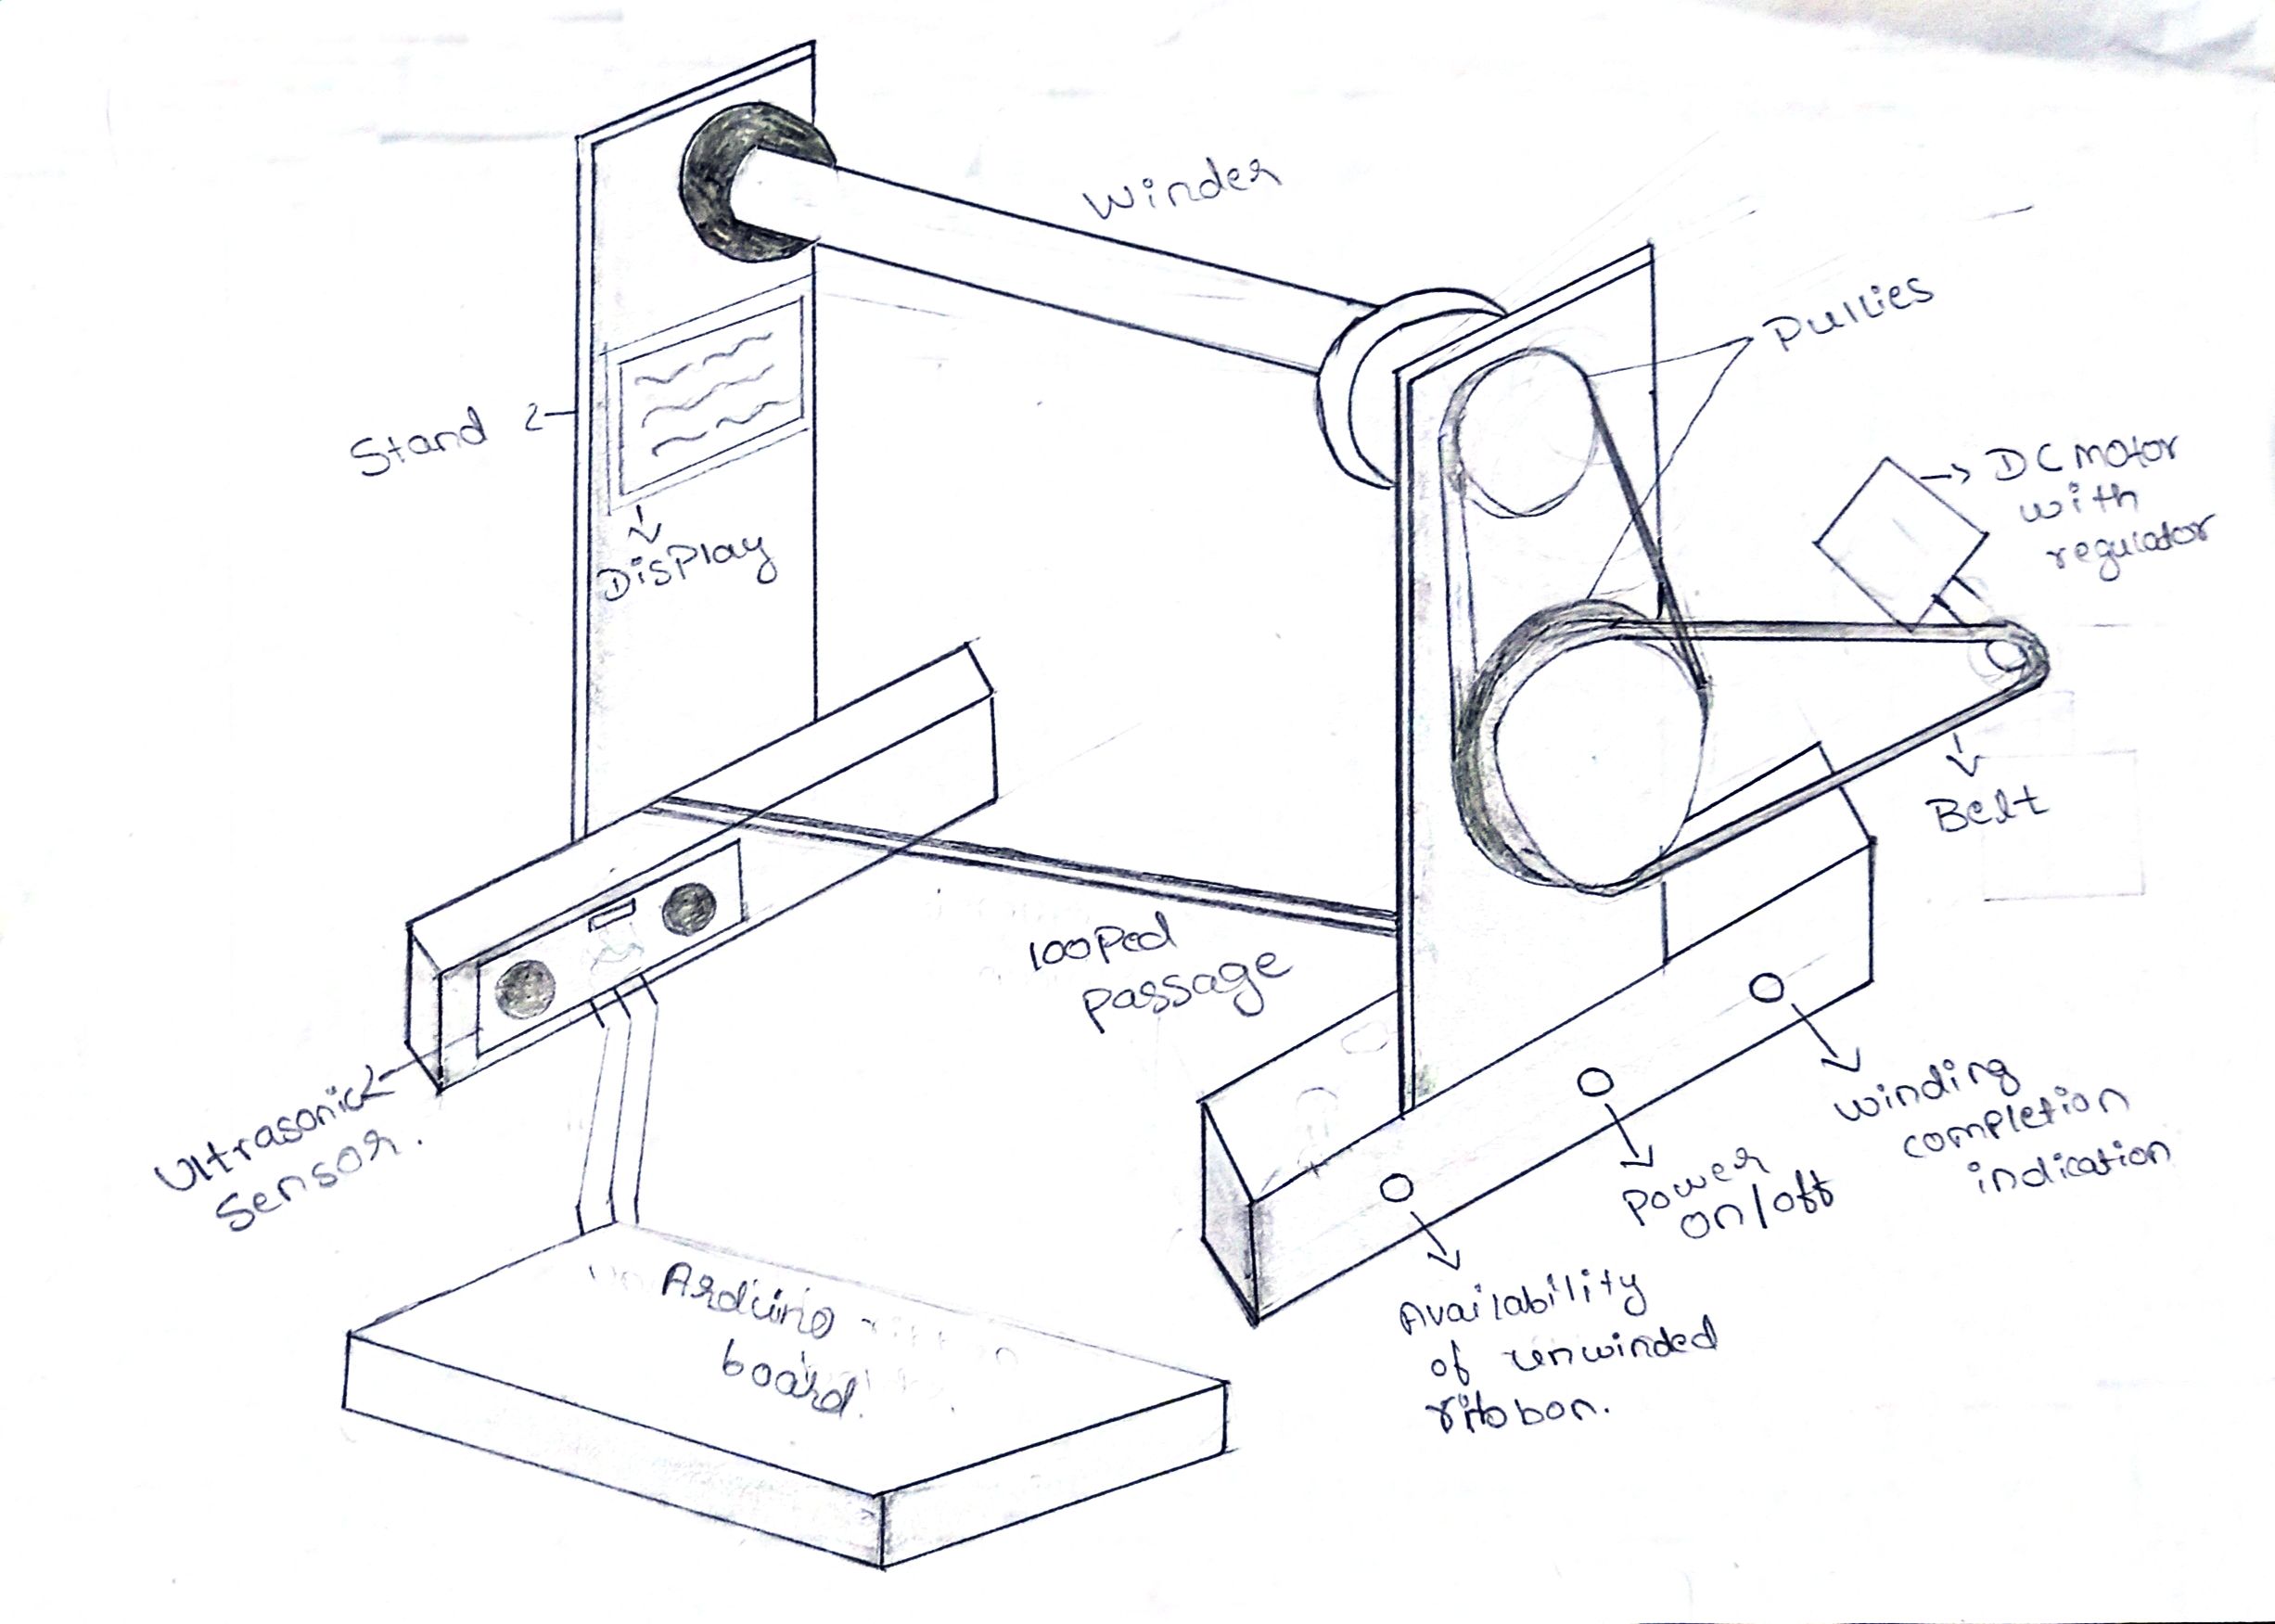 Winder
Pullies
Stand
DC motor
with
regulator
Display
Belt
looped
passage
Ultrasonic
Sensor.
Winding
completion
indication
Power
on/off
Availability
of unwinded
ribbon.
Arduino
board.